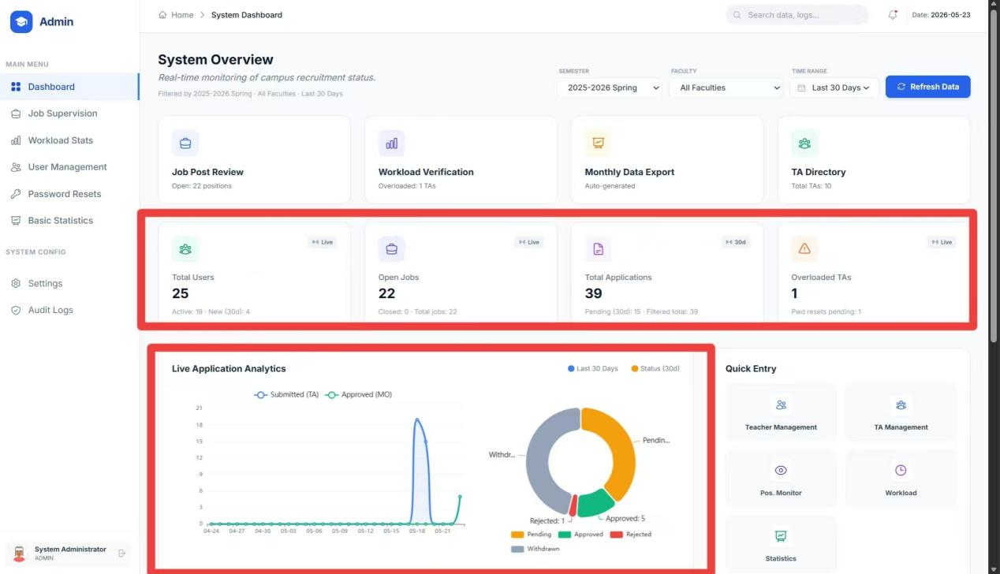 Admin
Home > System Dashboard
Search data, logs...
Date: 2026-05-23
MAIN MENU
Dashboard
Job Supervision
Workload Stats
User Management
Password Resets
Basic Statistics
SYSTEM CONFIG
Settings
Audit Logs
System Administrator
ADMIN
System Overview
Real-time monitoring of campus recruitment status.
Filtered by 2025-2026 Spring · All Faculties · Last 30 Days
SEMESTER
2025-2026 Spring
FACULTY
All Faculties
TIME RANGE
Last 30 Days
Refresh Data
Job Post Review
Open: 22 positions
Workload Verification
Overloaded: 1 TAs
Monthly Data Export
Auto-generated
TA Directory
Total TAs: 10
Live
Total Users
25
Active: 19 · New (30d): 4
Live
Open Jobs
22
Closed: 0 · Total jobs: 22
30d
Total Applications
39
Pending (30d): 15 · Filtered total: 39
Live
Overloaded TAs
1
Pwd resets pending: 1
Live Application Analytics
Last 30 Days Status (30d)
Submitted (TA) Approved (MO)
21
18
15
12
9
6
3
0
04-24 04-27 04-30 05-03 05-06 05-09 05-12 05-15 05-18 05-21
Pendin...
Withdr...
Rejected: 1
Approved: 5
Pending Approved Rejected
Withdrawn
Quick Entry
Teacher Management
TA Management
Pos. Monitor
Workload
Statistics